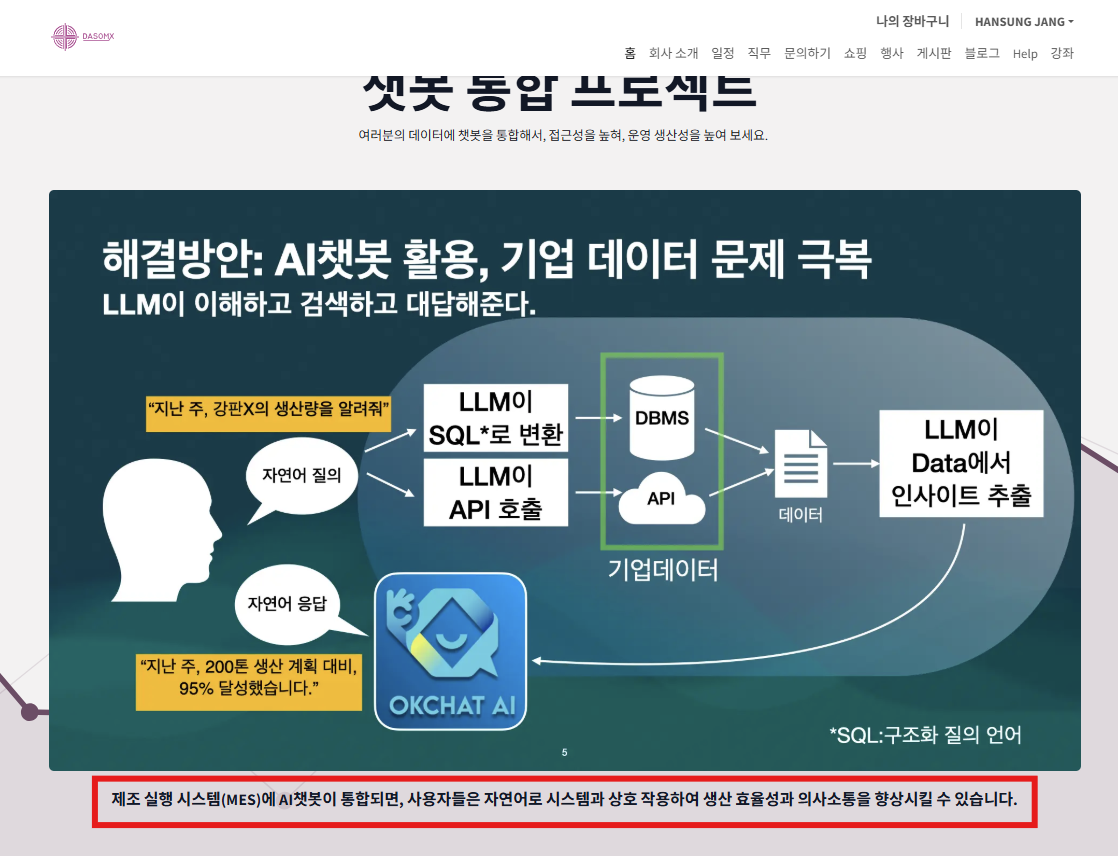 나의 장바구니
HANSUNG JANG
DASOMX
홈 회사 소개 일정 직무 문의하기 쇼핑 행사 게시판 블로그 Help 강좌
챗봇 통합 프로젝트
여러분의 데이터에 챗봇을 통합해서, 접근성을 높혀, 운영 생산성을 높여 보세요.
해결방안: AI챗봇 활용, 기업 데이터 문제 극복
LLM이 이해하고 검색하고 대답해준다.
“지난 주, 강판X의 생산량을 알려줘”
자연어 질의
LLM이
SQL*로 변환
LLM이
API 호출
DBMS
API
기업데이터
데이터
LLM이
Data에서
인사이트 추출
자연어 응답
“지난 주, 200톤 생산 계획 대비,
95% 달성했습니다.”
OKCHAT AI
*SQL:구조화 질의 언어
5
제조 실행 시스템(MES)에 AI챗봇이 통합되면, 사용자들은 자연어로 시스템과 상호 작용하여 생산 효율성과 의사소통을 향상시킬 수 있습니다.